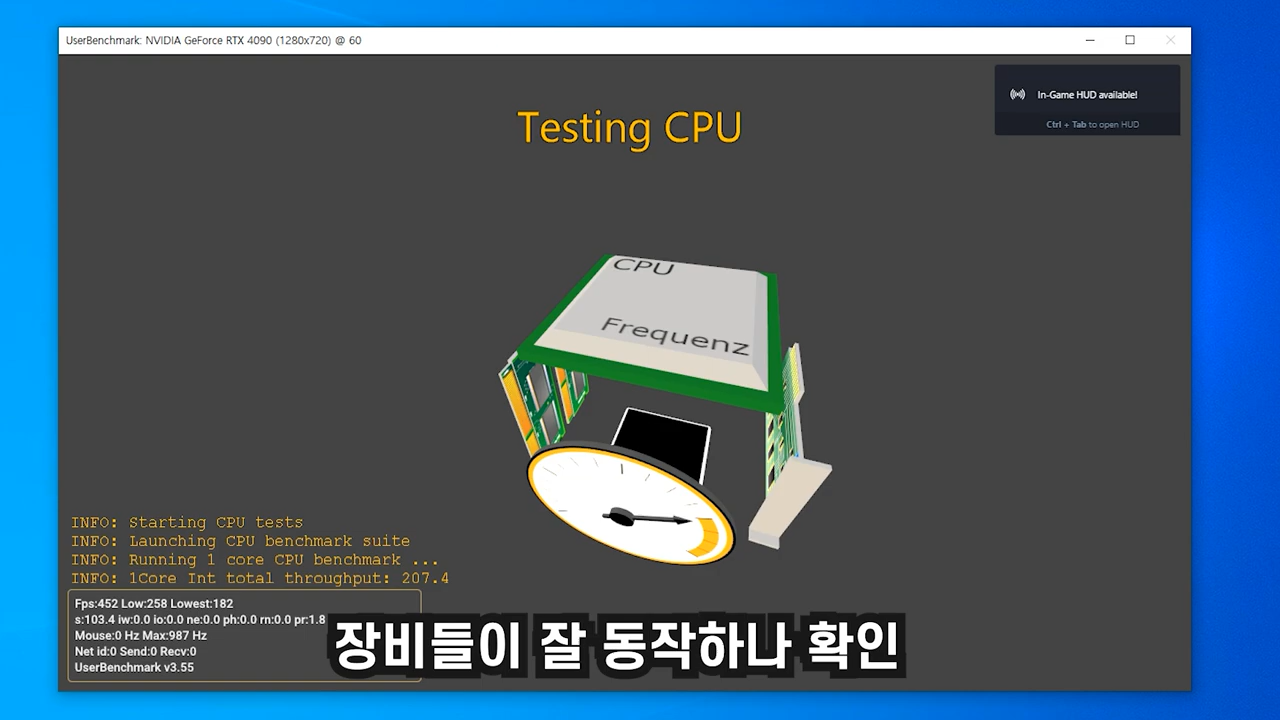 UserBenchmark: NVIDIA GeForce RTX 4090 (1280x720) @ 60
In-Game HUD available!
Ctrl + Tab to open HUD
Testing CPU
CPU
Frequenz
INFO: Starting CPU tests
INFO: Launching CPU benchmark suite
INFO: Running 1 core CPU benchmark ...
INFO: 1Core Int total throughput: 207.4
Fps:452 Low:258 Lowest:182
s:103.4 iw:0.0 io:0.0 ne:0.0 ph:0.0 rn:0.0 pr:1.8
Mouse:0 Hz Max:987 Hz
Net id:0 Send:0 Recv:0
UserBenchmark v3.55
장비들이 잘 동작하나 확인